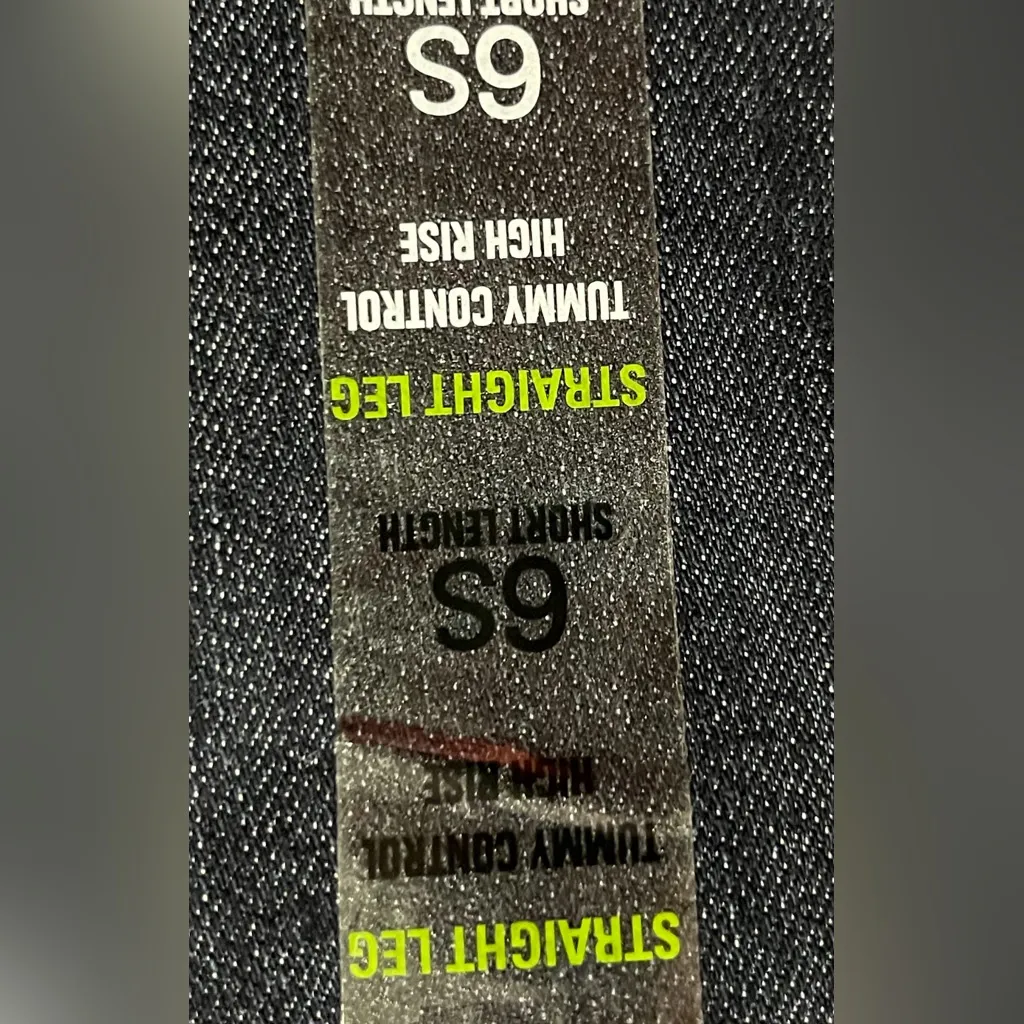 STRAIGHT LEG
TUMMY CONTROL
HIGH RISE
6S
SHORT LENGTH
STRAIGHT LEG
TUMMY CONTROL
HIGH RISE
6S
SHORT LENGTH